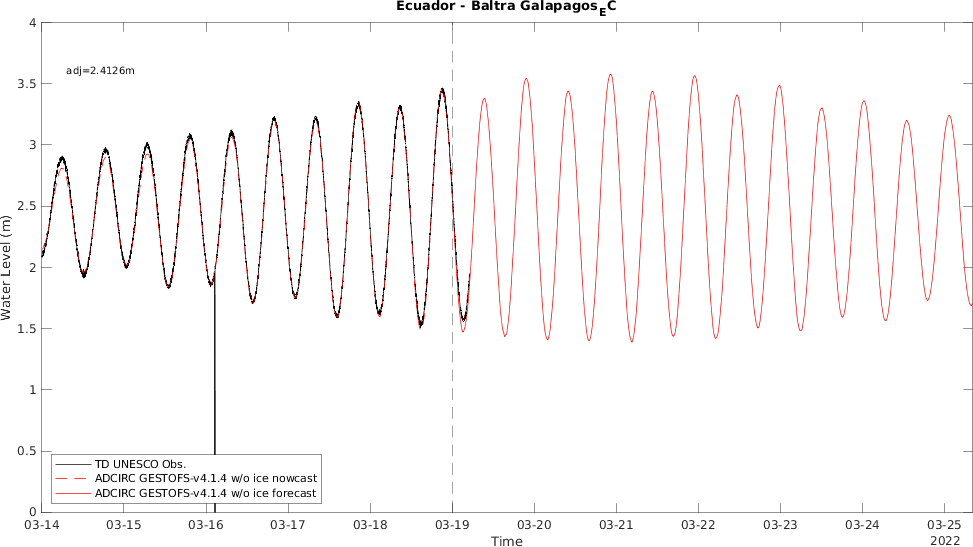 Ecuador - Baltra Galapagos_EC
adj=2.4126m
Water Level (m)
4
3.5
3
2.5
2
1.5
1
0.5
0
TD UNESCO Obs.
ADCIRC GESTOFS-v4.1.4 w/o ice nowcast
ADCIRC GESTOFS-v4.1.4 w/o ice forecast
03-14 03-15 03-16 03-17 03-18 03-19 03-20 03-21 03-22 03-23 03-24 03-25
Time
2022